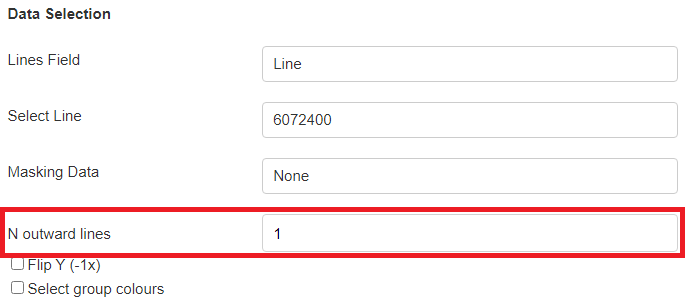 Data Selection
Lines Field Line
Select Line 6072400
Masking Data None
N outward lines 1
Flip Y (-1x)
Select group colours